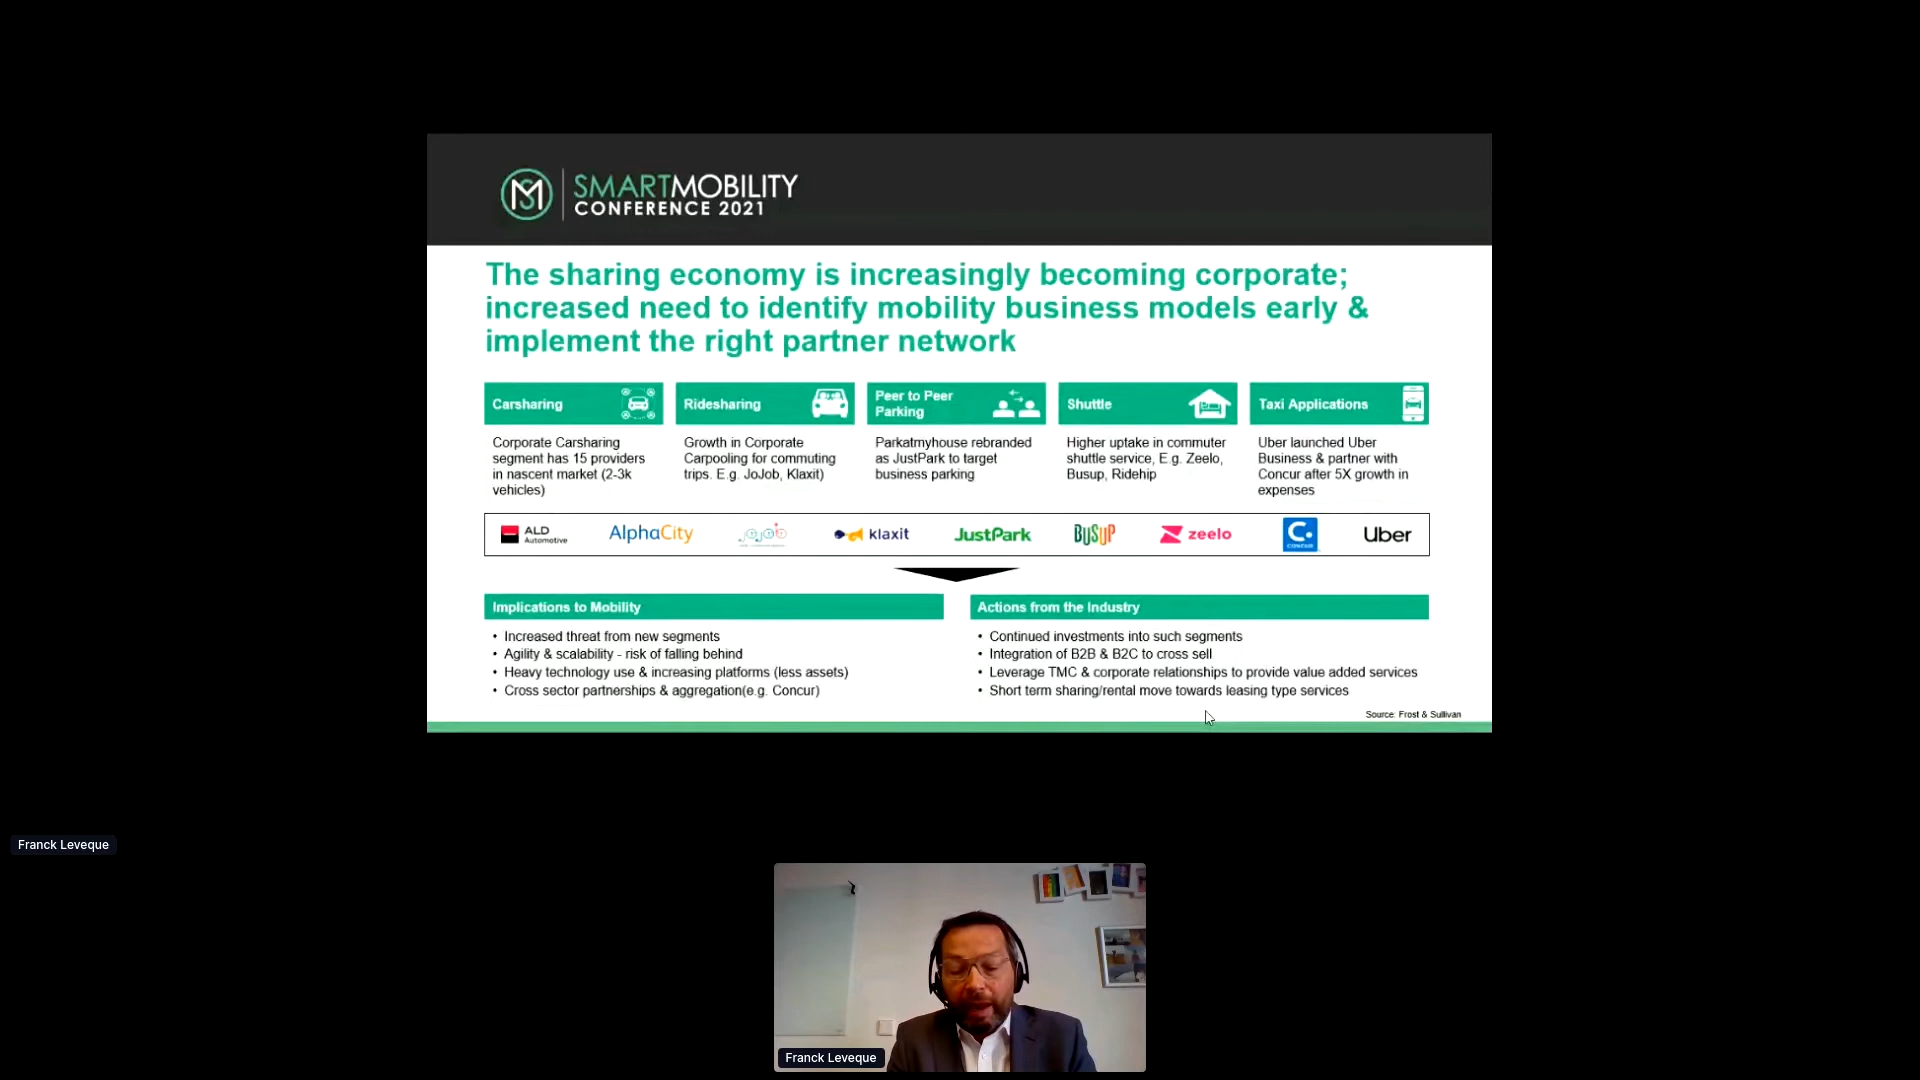 SMARTMOBILITY
CONFERENCE 2021
The sharing economy is increasingly becoming corporate;
increased need to identify mobility business models early &
implement the right partner network
Carsharing
Corporate Carsharing
segment has 15 providers
in nascent market (2-3k
vehicles)
Ridesharing
Growth in Corporate
Carpooling for commuting
trips. E.g. JoJob, Klaxit)
Peer to Peer
Parking
Parkatmyhouse rebranded
as JustPark to target
business parking
Shuttle
Higher uptake in commuter
shuttle service, E.g. Zeelo,
Busup, Ridehip
Taxi Applications
Uber launched Uber
Business & partner with
Concur after 5X growth in
expenses
ALD
Automotive
AlphaCity
jojob
klaxit
JustPark
BUSUP
zeelo
C.
CONCUR
Uber
Implications to Mobility
• Increased threat from new segments
• Agility & scalability - risk of falling behind
• Heavy technology use & increasing platforms (less assets)
• Cross sector partnerships & aggregation(e.g. Concur)
Actions from the Industry
• Continued investments into such segments
• Integration of B2B & B2C to cross sell
• Leverage TMC & corporate relationships to provide value added services
• Short term sharing/rental move towards leasing type services
Source: Frost & Sullivan
Franck Leveque
Franck Leveque